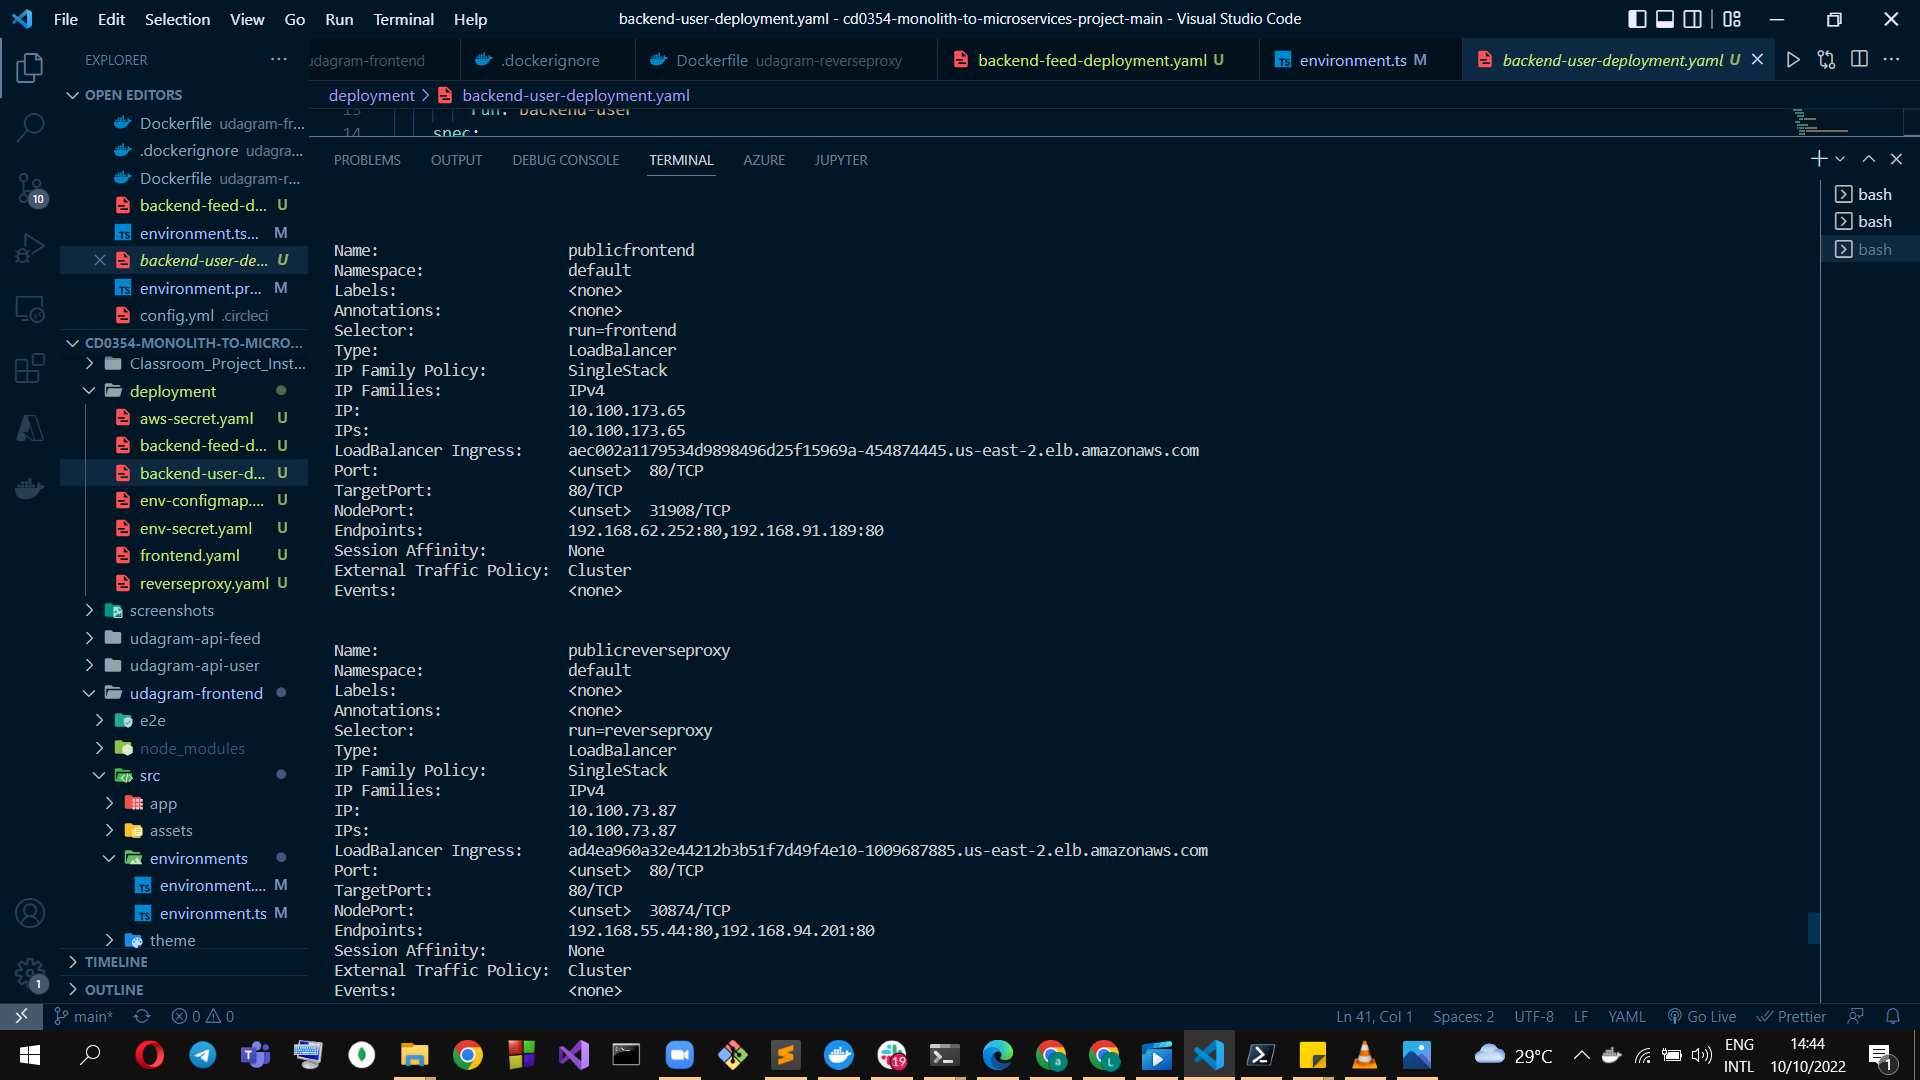 File Edit Selection View Go Run Terminal Help
backend-user-deployment.yaml - cd0354-monolith-to-microservices-project-main - Visual Studio Code
EXPLORER
udagram-frontend
.dockerignore
Dockerfile udagram-reverseproxy
backend-feed-deployment.yaml U
environment.ts M
backend-user-deployment.yaml U
OPEN EDITORS
Dockerfile udagram-fr...
.dockerignore udagra...
Dockerfile udagram-r...
backend-feed-d... U
environment.ts... M
backend-user-de... U
environment.pr... M
config.yml .circleci
CD0354-MONOLITH-TO-MICRO...
Classroom_Project_Inst...
deployment
aws-secret.yaml U
backend-feed-d... U
backend-user-d... U
env-configmap.... U
env-secret.yaml U
frontend.yaml U
reverseproxy.yaml U
screenshots
udagram-api-feed
udagram-api-user
udagram-frontend
e2e
node_modules
src
app
assets
environments
environment.... M
environment.ts M
theme
TIMELINE
OUTLINE
10
1
deployment > backend-user-deployment.yaml
13 run: backend-user
14 spec:
PROBLEMS OUTPUT DEBUG CONSOLE TERMINAL AZURE JUPYTER
bash
bash
bash
Name: publicfrontend
Namespace: default
Labels: <none>
Annotations: <none>
Selector: run=frontend
Type: LoadBalancer
IP Family Policy: SingleStack
IP Families: IPv4
IP: 10.100.173.65
IPs: 10.100.173.65
LoadBalancer Ingress: aec002a1179534d9898496d25f15969a-454874445.us-east-2.elb.amazonaws.com
Port: <unset> 80/TCP
TargetPort: 80/TCP
NodePort: <unset> 31908/TCP
Endpoints: 192.168.62.252:80,192.168.91.189:80
Session Affinity: None
External Traffic Policy: Cluster
Events: <none>
Name: publicreverseproxy
Namespace: default
Labels: <none>
Annotations: <none>
Selector: run=reverseproxy
Type: LoadBalancer
IP Family Policy: SingleStack
IP Families: IPv4
IP: 10.100.73.87
IPs: 10.100.73.87
LoadBalancer Ingress: ad4ea960a32e44212b3b51f7d49f4e10-1009687885.us-east-2.elb.amazonaws.com
Port: <unset> 80/TCP
TargetPort: 80/TCP
NodePort: <unset> 30874/TCP
Endpoints: 192.168.55.44:80,192.168.94.201:80
Session Affinity: None
External Traffic Policy: Cluster
Events: <none>
main* 0 0
Ln 41, Col 1 Spaces: 2 UTF-8 LF YAML Go Live Prettier
19
29°C
ENG
INTL
14:44
10/10/2022
1